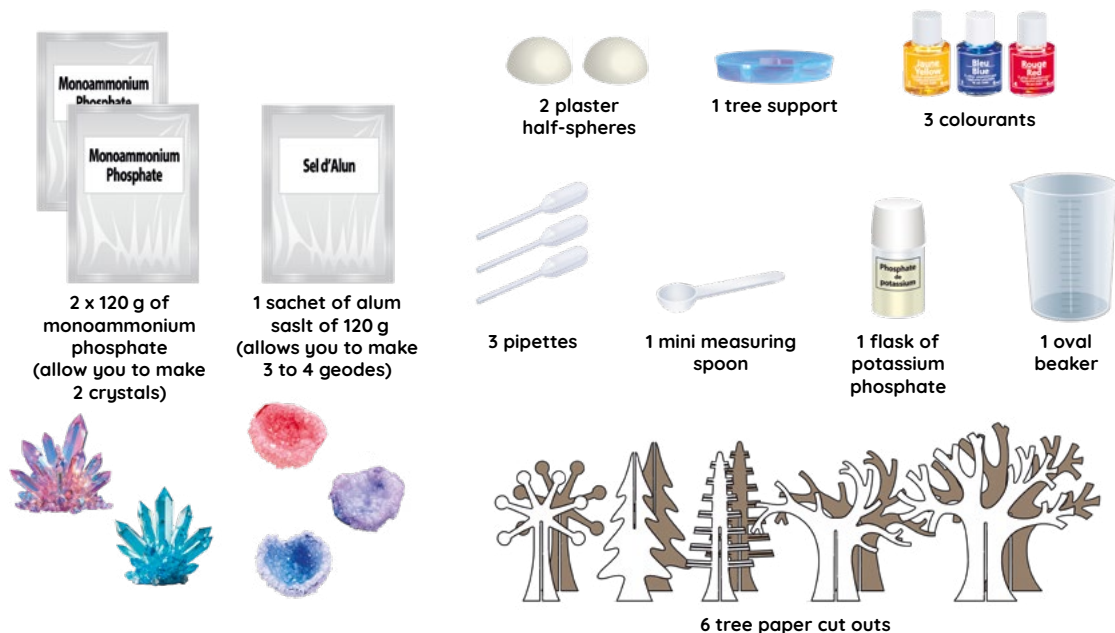 Monoammonium
Phosphate
Monoammonium
Phosphate
Sel d'Alun
2 x 120 g of
monoammonium
phosphate
(allow you to make
2 crystals)
1 sachet of alum
saslt of 120 g
(allows you to make
3 to 4 geodes)
2 plaster
half-spheres
1 tree support
Jaune
Yellow
Bleu
Blue
Rouge
Red
3 colourants
3 pipettes
1 mini measuring
spoon
Phosphate
de
potassium
1 flask of
potassium
phosphate
1 oval
beaker
6 tree paper cut outs